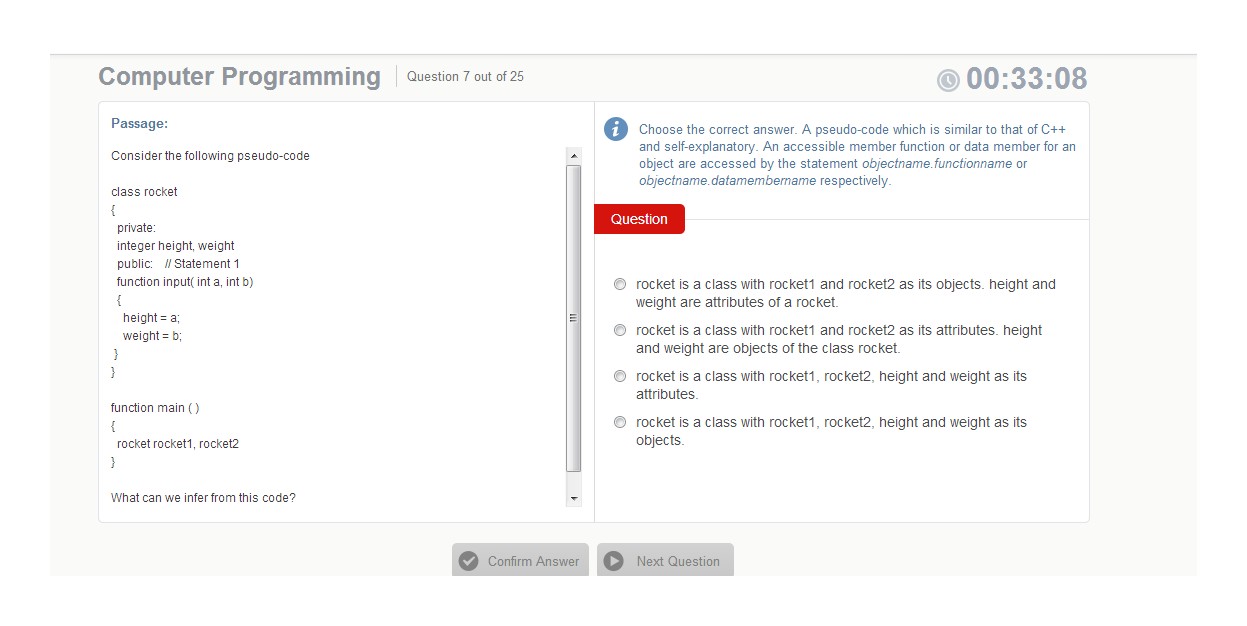 Computer Programming
Question 7 out of 25
00:33:08
Passage:
Consider the following pseudo-code
class rocket
{
private:
integer height, weight
public: // Statement 1
function input( int a, int b)
{
height = a;
weight = b;
}
}
function main ( )
{
rocket rocket1, rocket2
}
What can we infer from this code?
Choose the correct answer. A pseudo-code which is similar to that of C++
and self-explanatory. An accessible member function or data member for an
object are accessed by the statement objectname.functionname or
objectname.datamembername respectively.
Question
rocket is a class with rocket1 and rocket2 as its objects. height and
weight are attributes of a rocket.
rocket is a class with rocket1 and rocket2 as its attributes. height
and weight are objects of the class rocket.
rocket is a class with rocket1, rocket2, height and weight as its
attributes.
rocket is a class with rocket1, rocket2, height and weight as its
objects.
Confirm Answer
Next Question